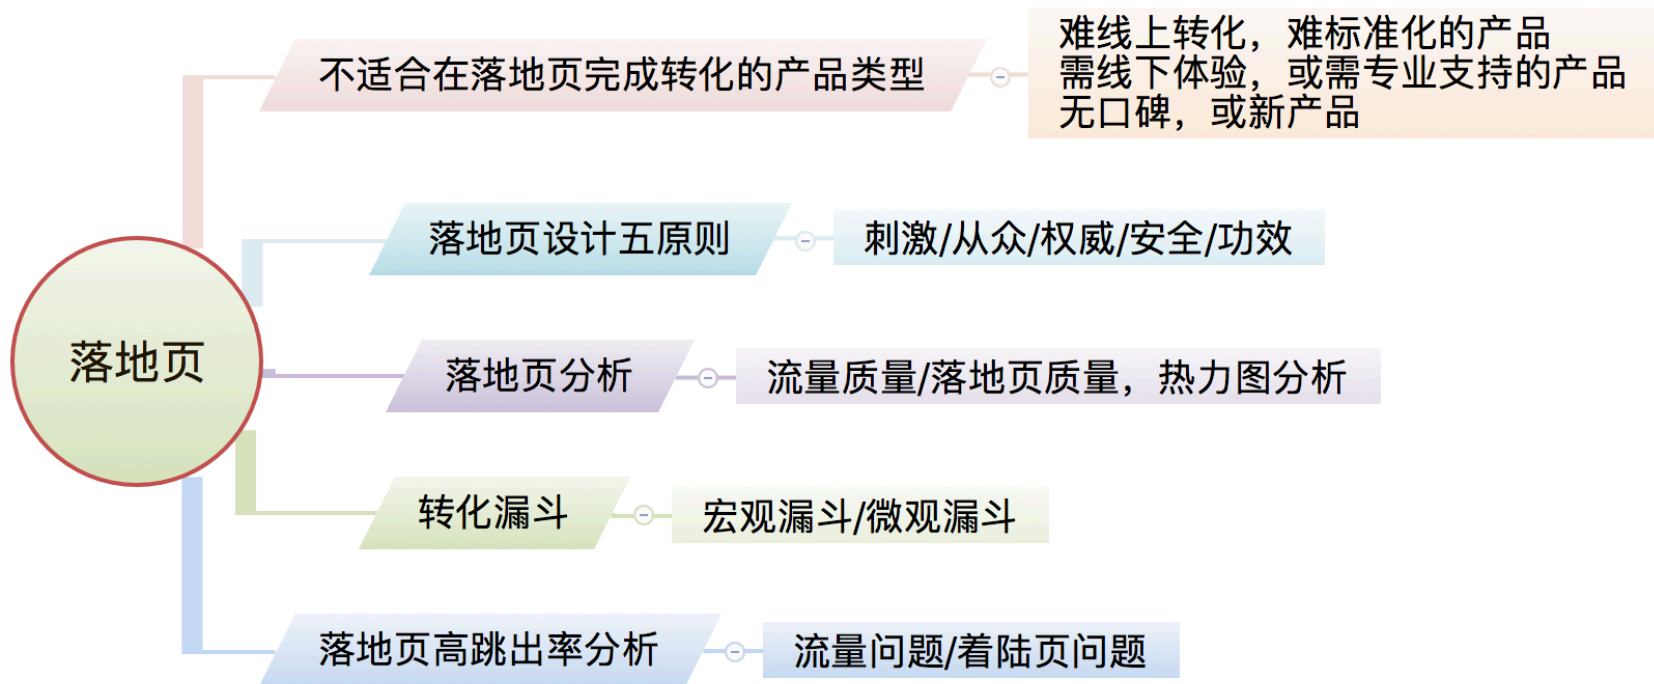 落地页
不适合在落地页完成转化的产品类型
难线上转化，难标准化的产品
需线下体验，或需专业支持的产品
无口碑，或新产品
落地页设计五原则
刺激/从众/权威/安全/功效
落地页分析
流量质量/落地页质量，热力图分析
转化漏斗
宏观漏斗/微观漏斗
落地页高跳出率分析
流量问题/着陆页问题